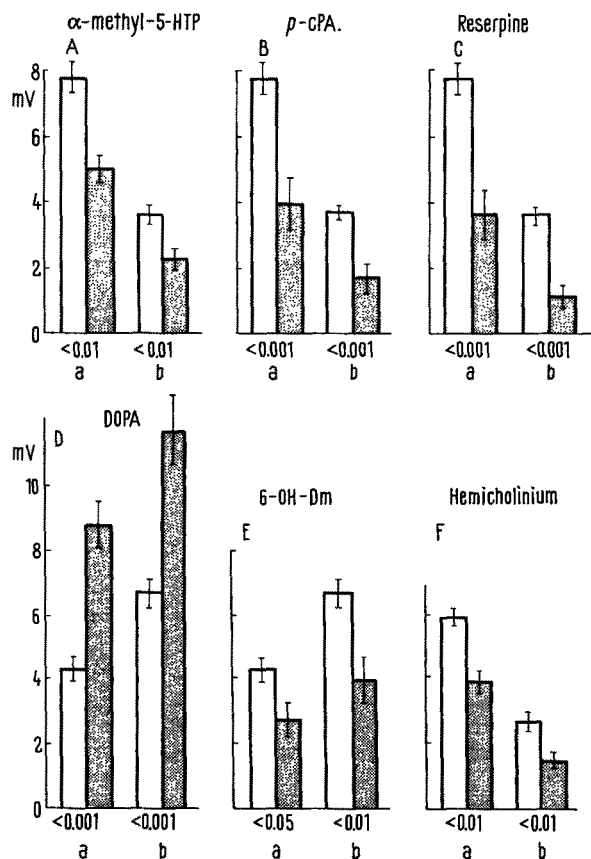 α-methyl-5-HTP
p-cPA.
Reserpine
A
B
C
8
mV
6
4
2
0
<0.01 <0.01
a b
<0.001 <0.001
a b
<0.001 <0.001
a b
DOPA
D
mV
10
8
6
4
2
0
<0.001 <0.001
a b
6-OH-Dm
E
<0.05 <0.01
a b
Hemicholinium
F
<0.01 <0.01
a b